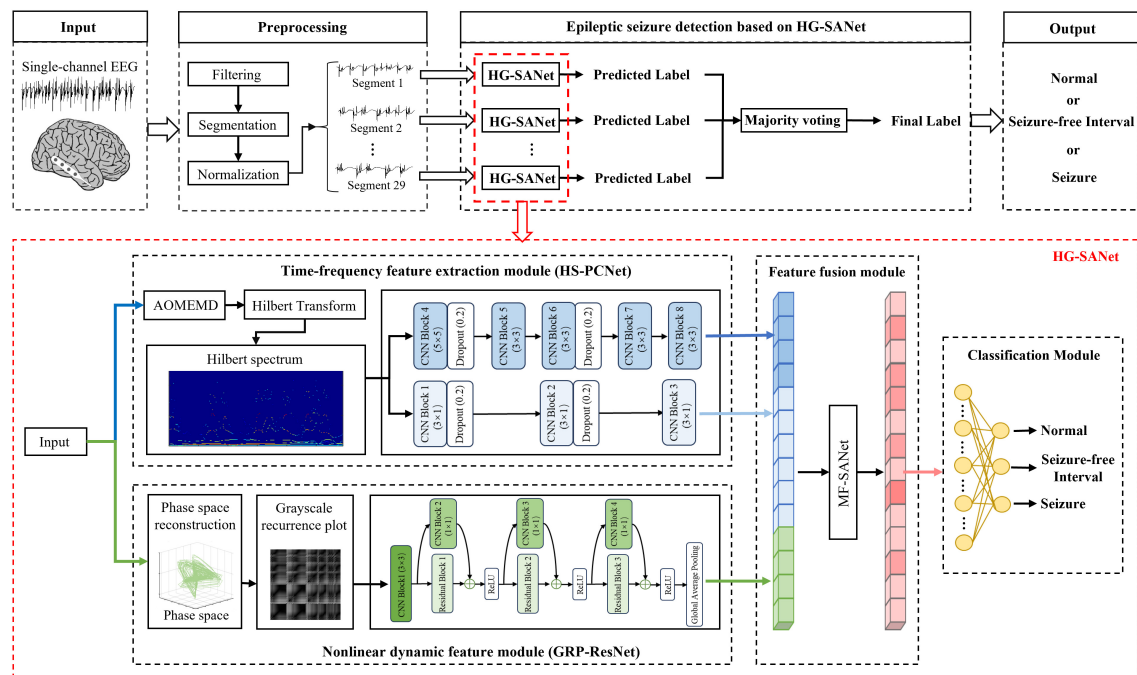 Input
Preprocessing
Epileptic seizure detection based on HG-SANet
Output
Single-channel EEG
Filtering
Segmentation
Normalization
Segment 1
Segment 2
⋮
Segment 29
HG-SANet
Predicted Label
HG-SANet
Predicted Label
⋮
⋮
HG-SANet
Predicted Label
Majority voting
Final Label
Normal
or
Seizure-free Interval
or
Seizure
HG-SANet
Input
Time-frequency feature extraction module (HS-PCNet)
AOMEMD
Hilbert Transform
Hilbert spectrum
CNN Block 4
(5×5)
Dropout (0.2)
CNN Block 5
(3×3)
CNN Block 6
(3×3)
Dropout (0.2)
CNN Block 7
(3×3)
CNN Block 8
(3×3)
CNN Block 1
(3×1)
Dropout (0.2)
CNN Block 2
(3×1)
Dropout (0.2)
CNN Block 3
(3×1)
Phase space
reconstruction
Phase space
Grayscale
recurrence plot
CNN Block1 (3×3)
CNN Block 2
(1×1)
Residual Block 1
ReLU
CNN Block 3
(1×1)
Residual Block 2
ReLU
CNN Block 4
(1×1)
Residual Block 3
ReLU
Global Average Pooling
Nonlinear dynamic feature module (GRP-ResNet)
Feature fusion module
MF-SANet
Classification Module
Normal
Seizure-free
Interval
Seizure